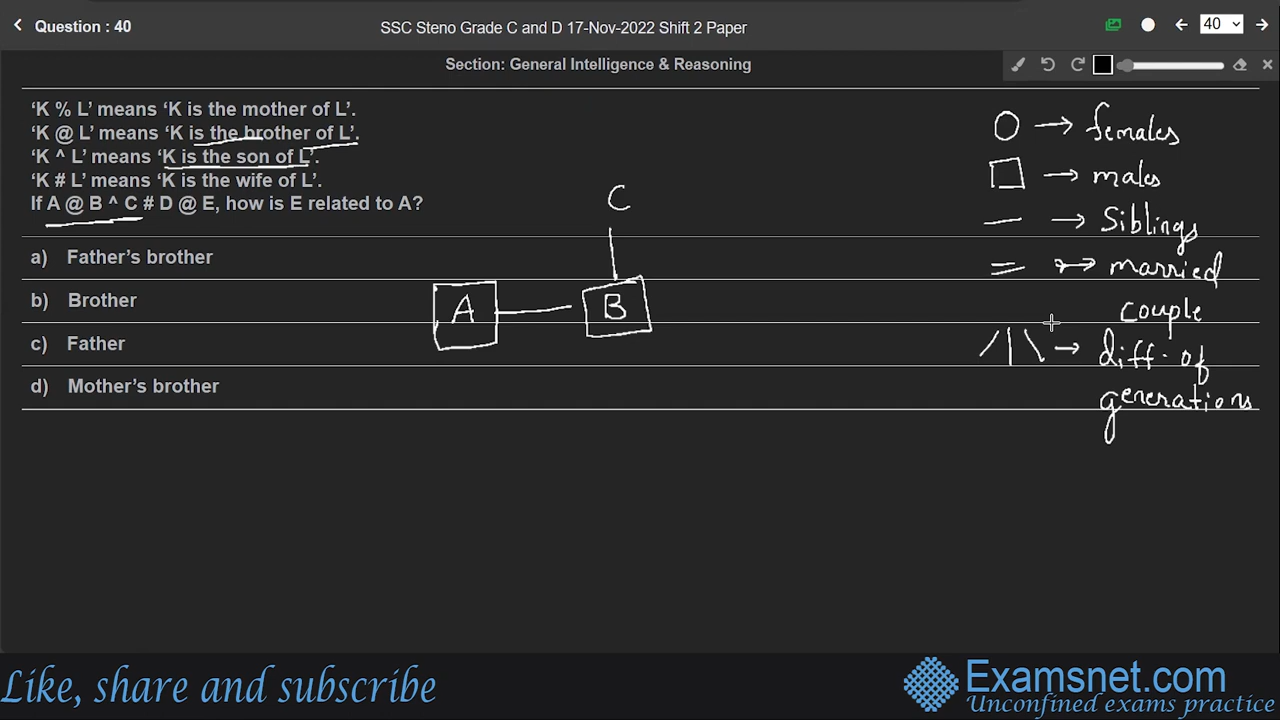 Question : 40
SSC Steno Grade C and D 17-Nov-2022 Shift 2 Paper
40
Section: General Intelligence & Reasoning
‘K % L’ means ‘K is the mother of L’.
‘K @ L’ means ‘K is the brother of L’.
‘K ^ L’ means ‘K is the son of L’.
‘K # L’ means ‘K is the wife of L’.
If A @ B ^ C # D @ E, how is E related to A?
a) Father’s brother
b) Brother
c) Father
d) Mother’s brother
C
A
B
females
males
Siblings
married
couple
diff. of
generations
Like, share and subscribe
Examsnet.com
Unconfined exams practice